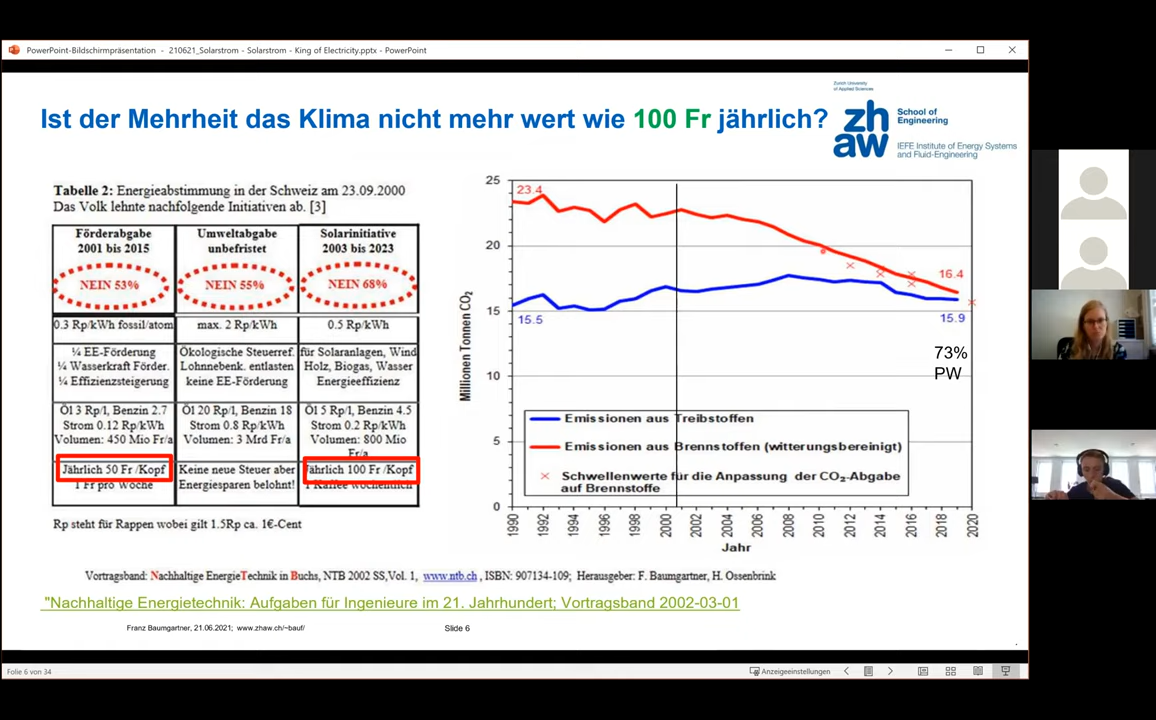 PowerPoint-Bildschirmpräsentation - 210621_Solarstrom - Solarstrom - King of Electricity.pptx - PowerPoint
Ist der Mehrheit das Klima nicht mehr wert wie 100 Fr jährlich?
Zurich University
of Applied Sciences
zh
aw
School of
Engineering
IEFE Institute of Energy Systems
and Fluid-Engineering
Tabelle 2: Energieabstimmung in der Schweiz am 23.09.2000
Das Volk lehnte nachfolgende Initiativen ab. [3]
Förderabgabe
2001 bis 2015
NEIN 53%
0.3 Rp/kWh fossil/atom
¼ EE-Förderung
¼ Wasserkraft Förder.
¼ Effizienzsteigerung
Öl 3 Rp/l, Benzin 2.7
Strom 0.12 Rp/kWh
Volumen: 450 Mio Fr/a
Jährlich 50 Fr /Kopf
1 Fr pro Woche
Umweltabgabe
unbefristet
NEIN 55%
max. 2 Rp/kWh
Ökologische Steuerref.
Lohnnebenk. entlasten
keine EE-Förderung
Öl 20 Rp/l, Benzin 18
Strom 0.8 Rp/kWh
Volumen: 3 Mrd Fr/a
Keine neue Steuer aber
Energiesparen belohnt!
Solarinitiative
2003 bis 2023
NEIN 68%
0.5 Rp/kWh
für Solaranlagen, Wind
Holz, Biogas, Wasser
Energieeffizienz
Öl 5 Rp/l, Benzin 4.5
Strom 0.2 Rp/kWh
Volumen: 800 Mio
Fr/a
Jährlich 100 Fr /Kopf
1 Kaffee wöchentlich
Rp steht für Rappen wobei gilt 1.5Rp ca. 1€-Cent
Millionen Tonnen CO₂
25
20
15
10
5
0
23.4
15.5
16.4
15.9
73%
PW
Emissionen aus Treibstoffen
Emissionen aus Brennstoffen (witterungsbereinigt)
Schwellenwerte für die Anpassung der CO₂-Abgabe
auf Brennstoffe
1990 1992 1994 1996 1998 2000 2002 2004 2006 2008 2010 2012 2014 2016 2018 2020
Jahr
Vortragsband: Nachhaltige EnergieTechnik in Buchs, NTB 2002 SS,Vol. 1, www.ntb.ch , ISBN: 907134-109; Herausgeber: F. Baumgartner, H. Ossenbrink
"Nachhaltige Energietechnik: Aufgaben für Ingenieure im 21. Jahrhundert; Vortragsband 2002-03-01
Franz Baumgartner, 21.06.2021; www.zhaw.ch/~bauf/
Slide 6
Folie 6 von 34
Anzeigeeinstellungen